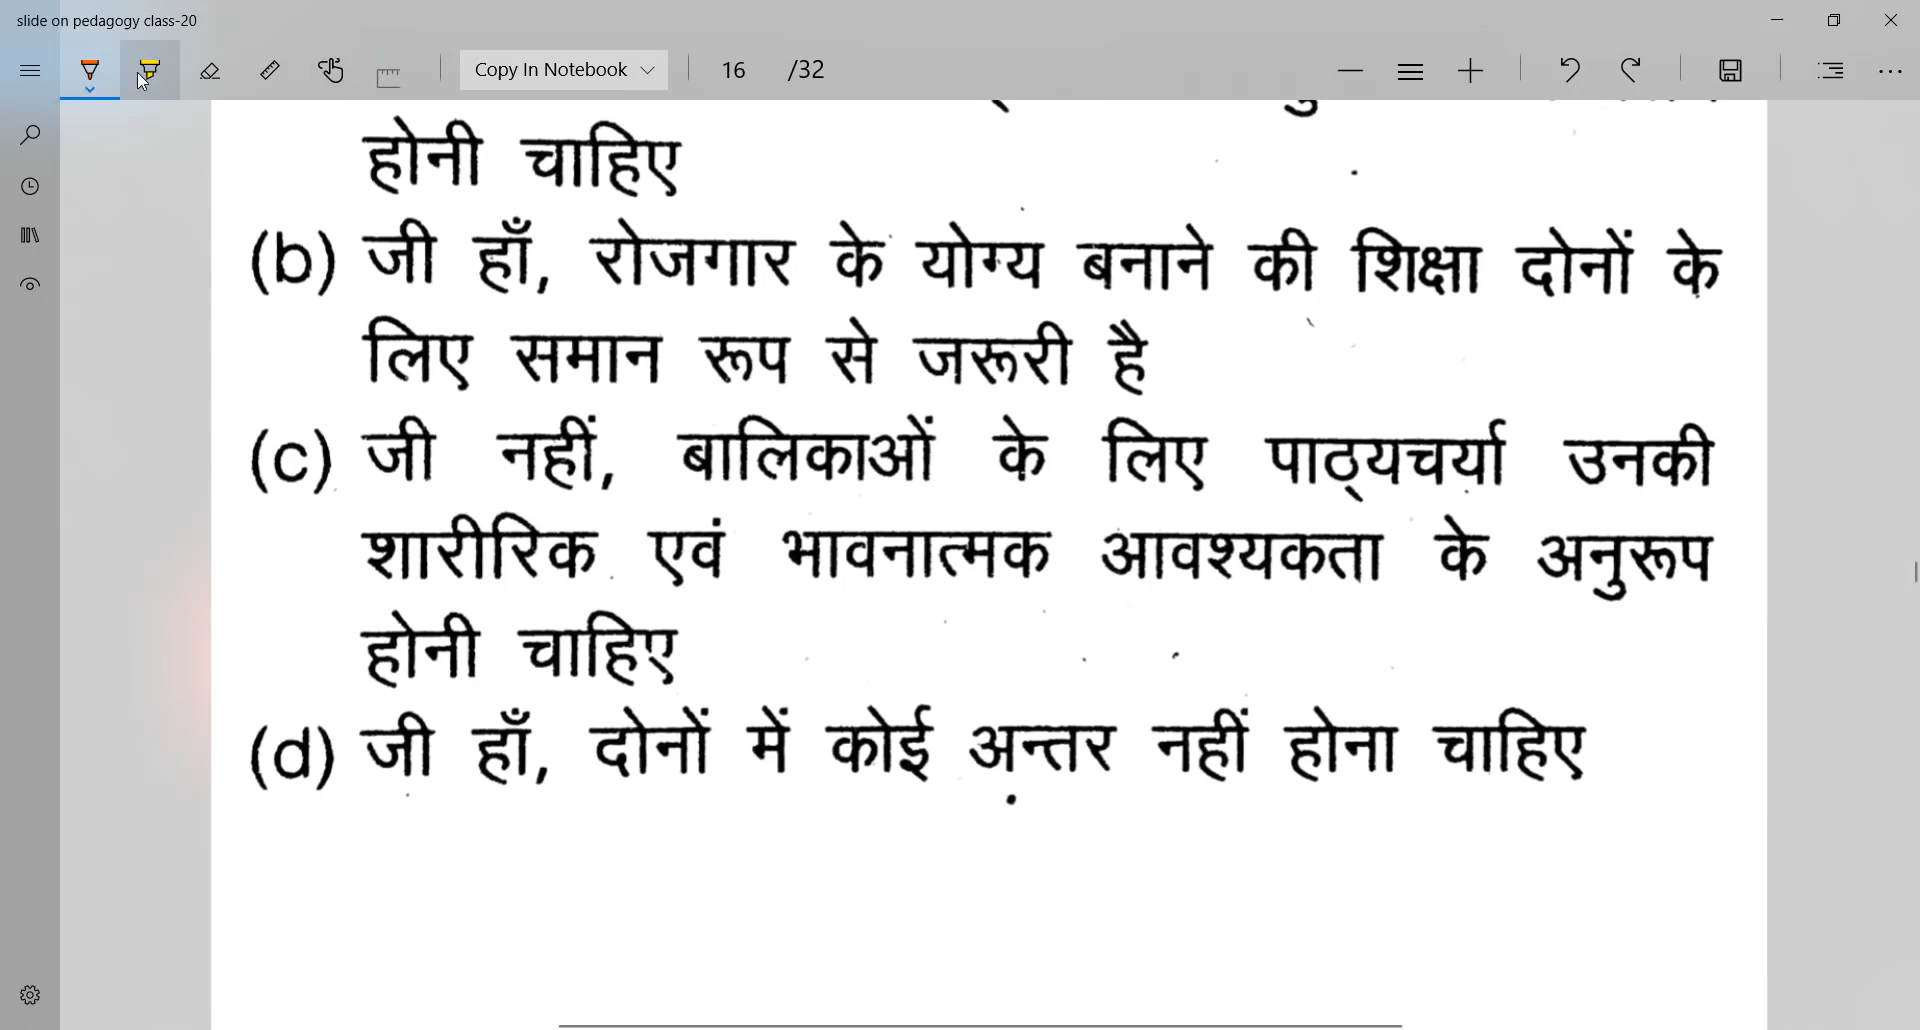 slide on pedagogy class-20
Copy In Notebook 16 /32
होनी चाहिए
(b) जी हाँ, रोजगार के योग्य बनाने की शिक्षा दोनों के
लिए समान रूप से जरूरी है
(c) जी नहीं, बालिकाओं के लिए पाठ्यचर्या उनकी
शारीरिक एवं भावनात्मक आवश्यकता के अनुरूप
होनी चाहिए
(d) जी हाँ, दोनों में कोई अन्तर नहीं होना चाहिए